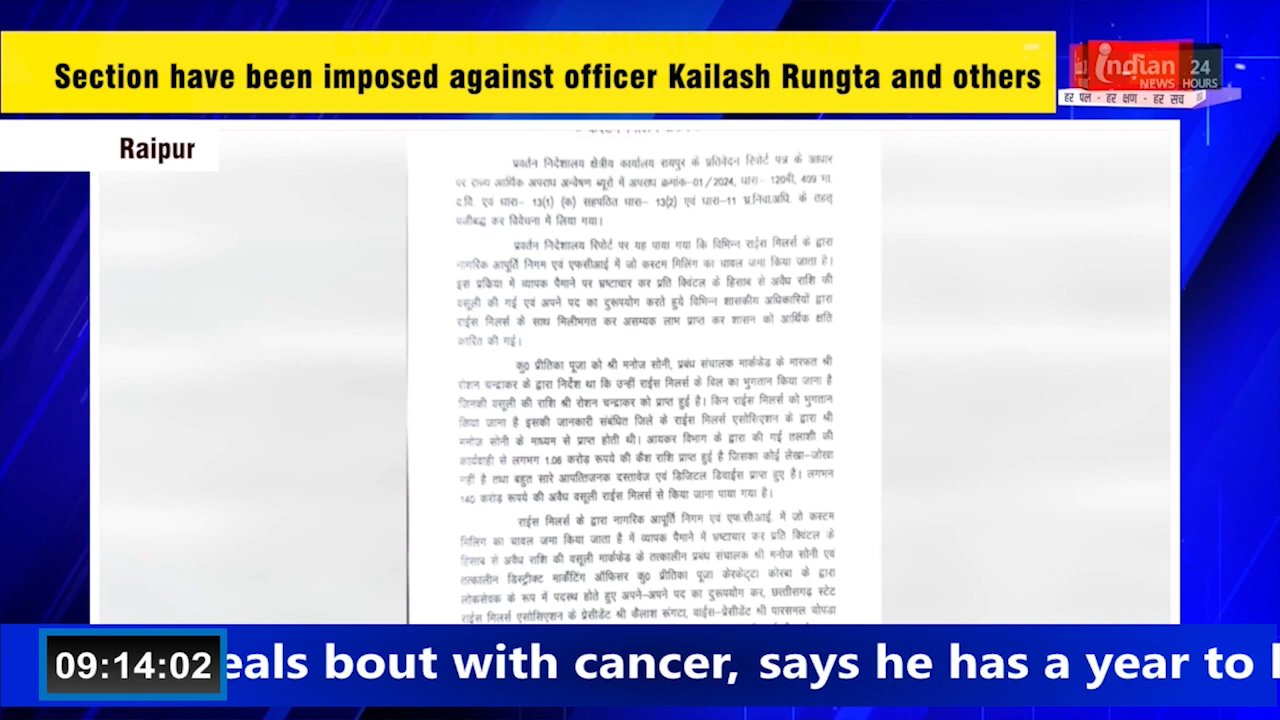 Section have been imposed against officer Kailash Rungta and others
indian
NEWS
24
HOURS
हर पल - हर क्षण - हर सच
Raipur
प्रवर्तन निदेशालय क्षेत्रीय कार्यालय रायपुर के प्रतिवेदन रिपोर्ट पत्र के आधार
पर राज्य आर्थिक अपराध अन्वेषण ब्यूरो में अपराध क्रमांक-01/2024, धारा- 120बी, 409 भा.
द.वि. एवं धारा- 13(1) (क) सहपठित धारा- 13(2) एवं धारा-11 भ्र.निवा.अधि. के तहत्
पंजीबद्ध कर विवेचना में लिया गया।
प्रवर्तन निदेशालय रिपोर्ट पर यह पाया गया कि विभिन्न राईस मिलर्स के द्वारा
नागरिक आपूर्ति निगम एवं एफसीआई में जो कस्टम मिलिंग का चावल जमा किया जाता है।
इस प्रकिया में व्यापक पैमाने पर भ्रष्टाचार कर प्रति क्विंटल के हिसाब से अवैध राशि की
वसूली की गई एवं अपने पद का दुरूपयोग करते हुये विभिन्न शासकीय अधिकारियों द्वारा
राईस मिलर्स के साथ मिलीभगत कर असम्यक लाभ प्राप्त कर शासन को आर्थिक क्षति
कारित की गई।
कु0 प्रीतिका पूजा को श्री मनोज सोनी, प्रबंध संचालक मार्कफेड के मारफत श्री
रोशन चन्द्राकर के द्वारा निर्देश था कि उन्हीं राईस मिलर्स के बिल का भुगतान किया जाना है
जिनकी वसूली की राशि श्री रोशन चन्द्राकर को प्राप्त हुई है। किन राईस मिलर्स को भुगतान
किया जाना है इसकी जानकारी संबंधित जिले के राईस मिलर्स एसोसिएशन के द्वारा श्री
मनोज सोनी के माध्यम से प्राप्त होती थी। आयकर विभाग के द्वारा की गई तलाशी की
कार्यवाही से लगभग 1.06 करोड़ रूपये की कैश राशि प्राप्त हुई है जिसका कोई लेखा-जोखा
नहीं है तथा बहुत सारे आपत्तिजनक दस्तावेज एवं डिजिटल डिवाईस प्राप्त हुए है। लगभग
140 करोड़ रूपये की अवैध वसूली राईस मिलर्स से किया जाना पाया गया है।
राईस मिलर्स के द्वारा नागरिक आपूर्ति निगम एवं एफ.सी.आई. में जो कस्टम
मिलिंग का चावल जमा किया जाता है में व्यापक पैमाने में भ्रष्टाचार कर प्रति क्विंटल के
हिसाब से अवैध राशि की वसूली मार्कफेड के तत्कालीन प्रबंध संचालक श्री मनोज सोनी एवं
तत्कालीन डिस्ट्रीक्ट मार्केटिंग ऑफिसर कु0 प्रीतिका पूजा केरकेट्टा कोरबा के द्वारा
लोकसेवक के रूप में पदस्थ होते हुए अपने-अपने पद का दुरूपयोग कर, छत्तीसगढ़ स्टेट
राईस मिलर्स एसोसिएशन के प्रेसीडेंट श्री कैलाश रूंगटा, वाईस-प्रेसीडेंट श्री पारसमल चोपडा
09:14:02
eals bout with cancer, says he has a year to l